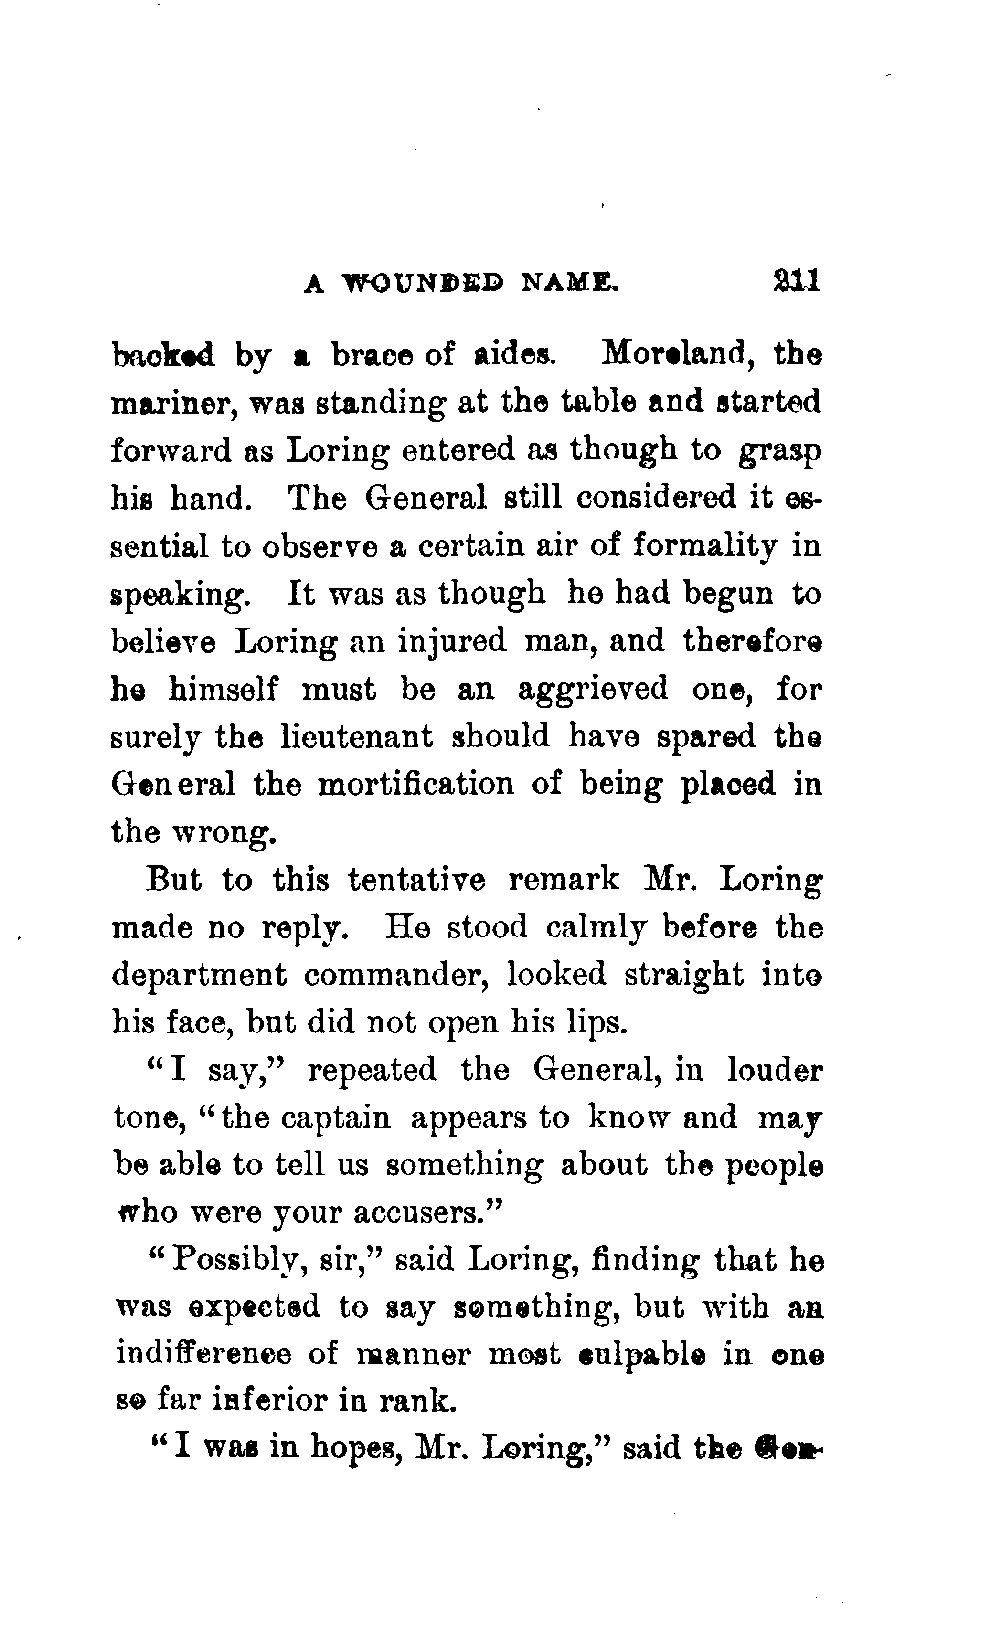 A WOUNDED NAME. 211
backed by a brace of aides. Moreland, the
mariner, was standing at the table and started
forward as Loring entered as though to grasp
his hand. The General still considered it es-
sential to observe a certain air of formality in
speaking. It was as though he had begun to
believe Loring an injured man, and therefore
he himself must be an aggrieved one, for
surely the lieutenant should have spared the
General the mortification of being placed in
the wrong.
But to this tentative remark Mr. Loring
made no reply. He stood calmly before the
department commander, looked straight into
his face, but did not open his lips.
“I say,” repeated the General, in louder
tone, “the captain appears to know and may
be able to tell us something about the people
who were your accusers.”
“Possibly, sir,” said Loring, finding that he
was expected to say something, but with an
indifference of manner most culpable in one
so far inferior in rank.
“I was in hopes, Mr. Loring,” said the Gen-